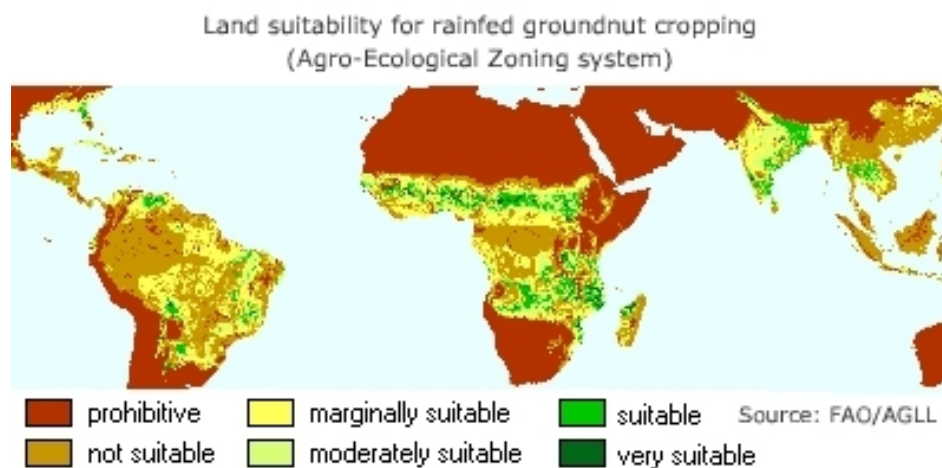 Land suitability for rainfed groundnut cropping
(Agro-Ecological Zoning system)
prohibitive
marginally suitable
suitable
Source: FAO/AGLL
not suitable
moderately suitable
very suitable